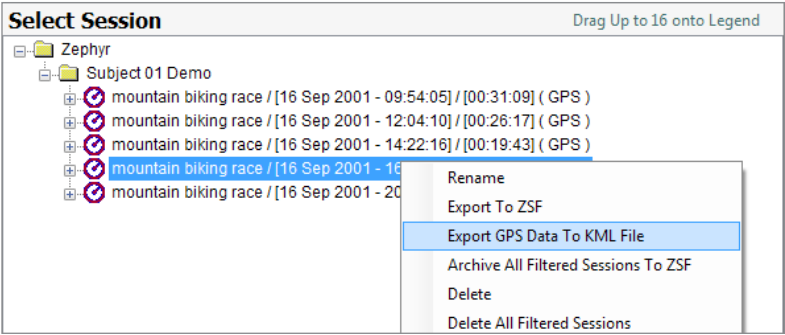 Select Session
Drag Up to 16 onto Legend
Zephyr
Subject 01 Demo
mountain biking race / [16 Sep 2001 - 09:54:05] / [00:31:09] ( GPS )
mountain biking race / [16 Sep 2001 - 12:04:10] / [00:26:17] ( GPS )
mountain biking race / [16 Sep 2001 - 14:22:16] / [00:19:43] ( GPS )
mountain biking race / [16 Sep 2001 - 16
mountain biking race / [16 Sep 2001 - 20
Rename
Export To ZSF
Export GPS Data To KML File
Archive All Filtered Sessions To ZSF
Delete
Delete All Filtered Sessions